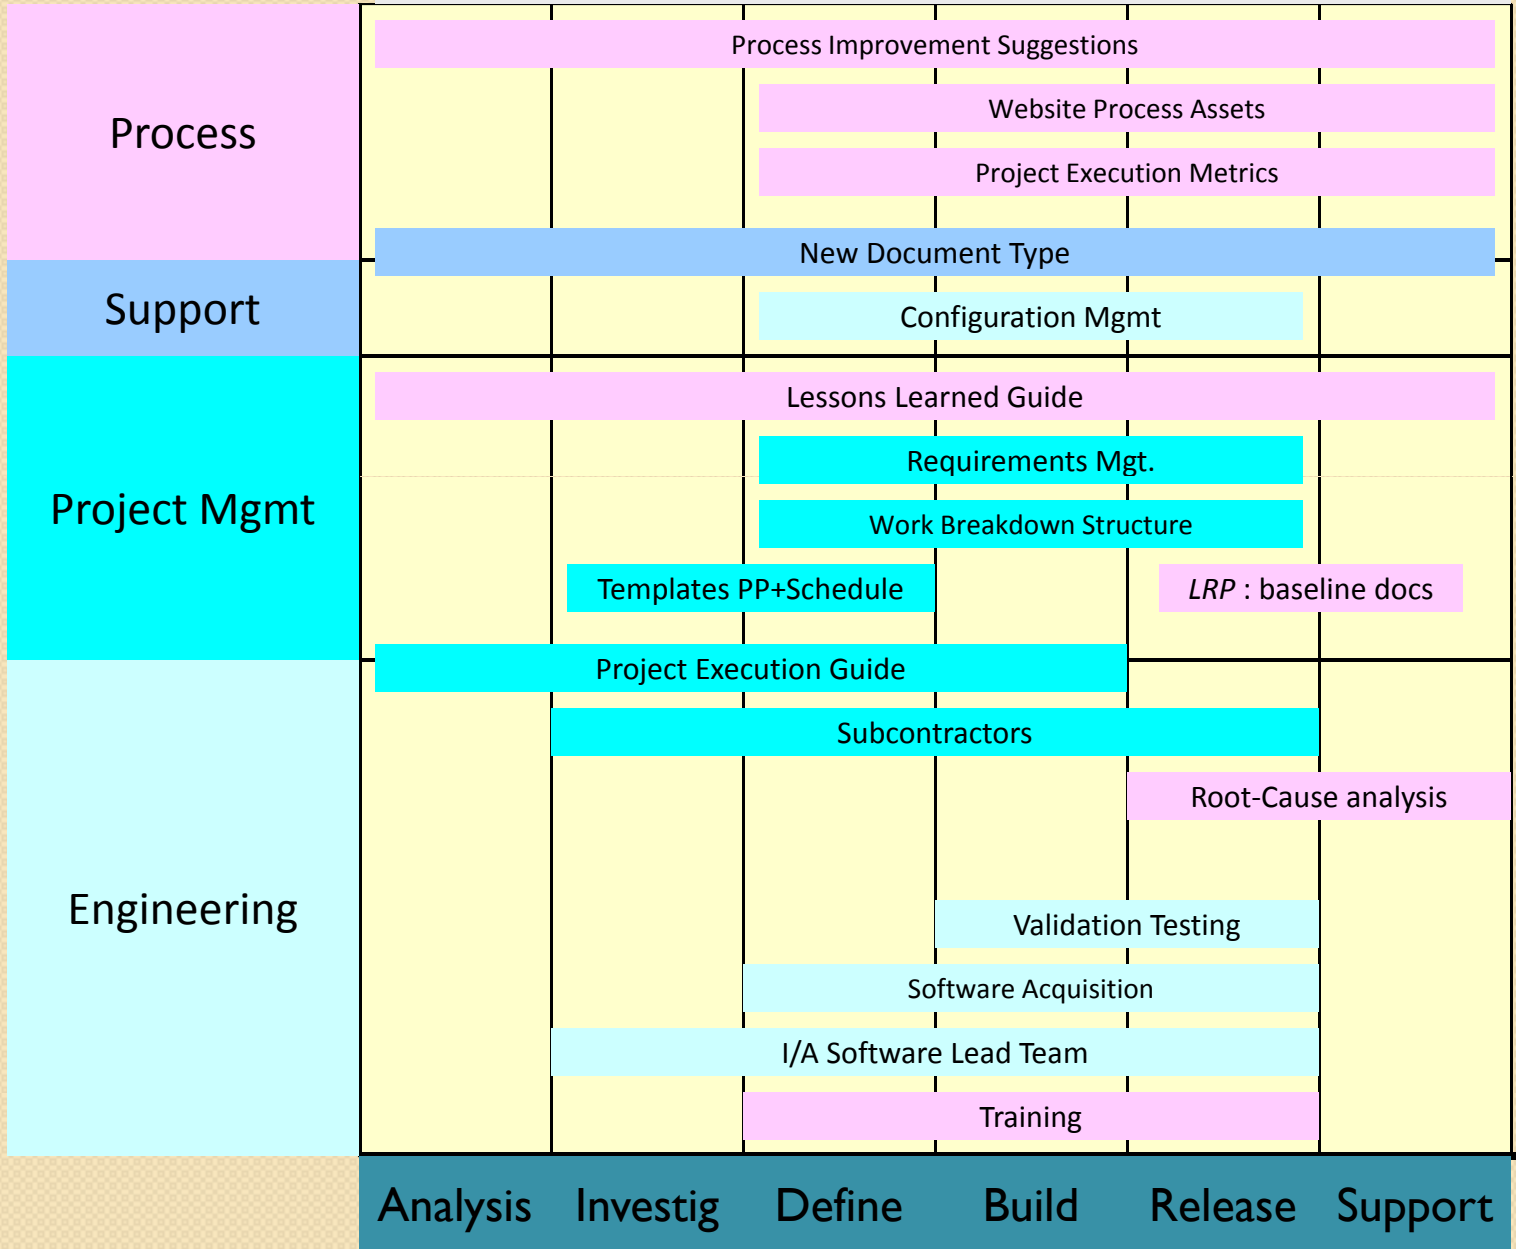 Process Improvement Suggestions
Website Process Assets
Process
Project Execution Metrics
New Document Type
Support
Configuration Mgmt
Lessons Learned Guide
Requirements Mgt.
Project Mgmt
Work Breakdown Structure
Templates PP+Schedule
LRP : baseline docs
Project Execution Guide
Subcontractors
Root-Cause analysis
Engineering
Validation Testing
Software Acquisition
I/A Software Lead Team
Training
Analysis Investig Define Build Release Support